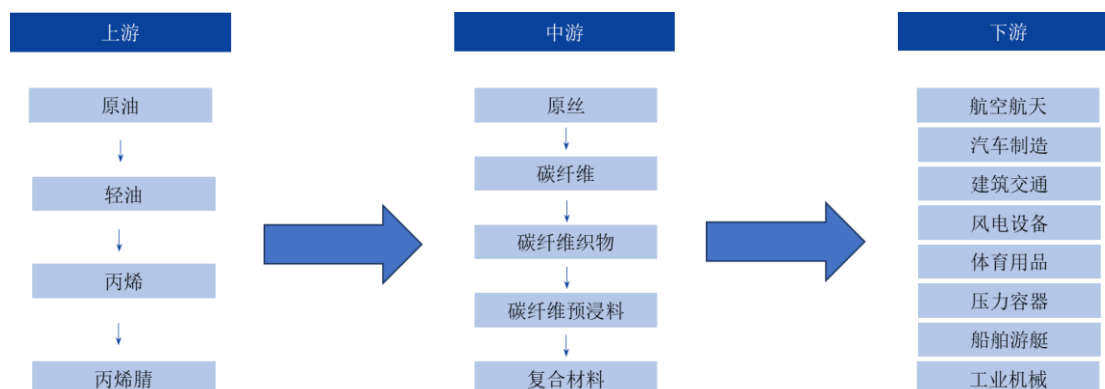 上游
原油
轻油
丙烯
丙烯腈
中游
原丝
碳纤维
碳纤维织物
碳纤维预浸料
复合材料
下游
航空航天
汽车制造
建筑交通
风电设备
体育用品
压力容器
船舶游艇
工业机械